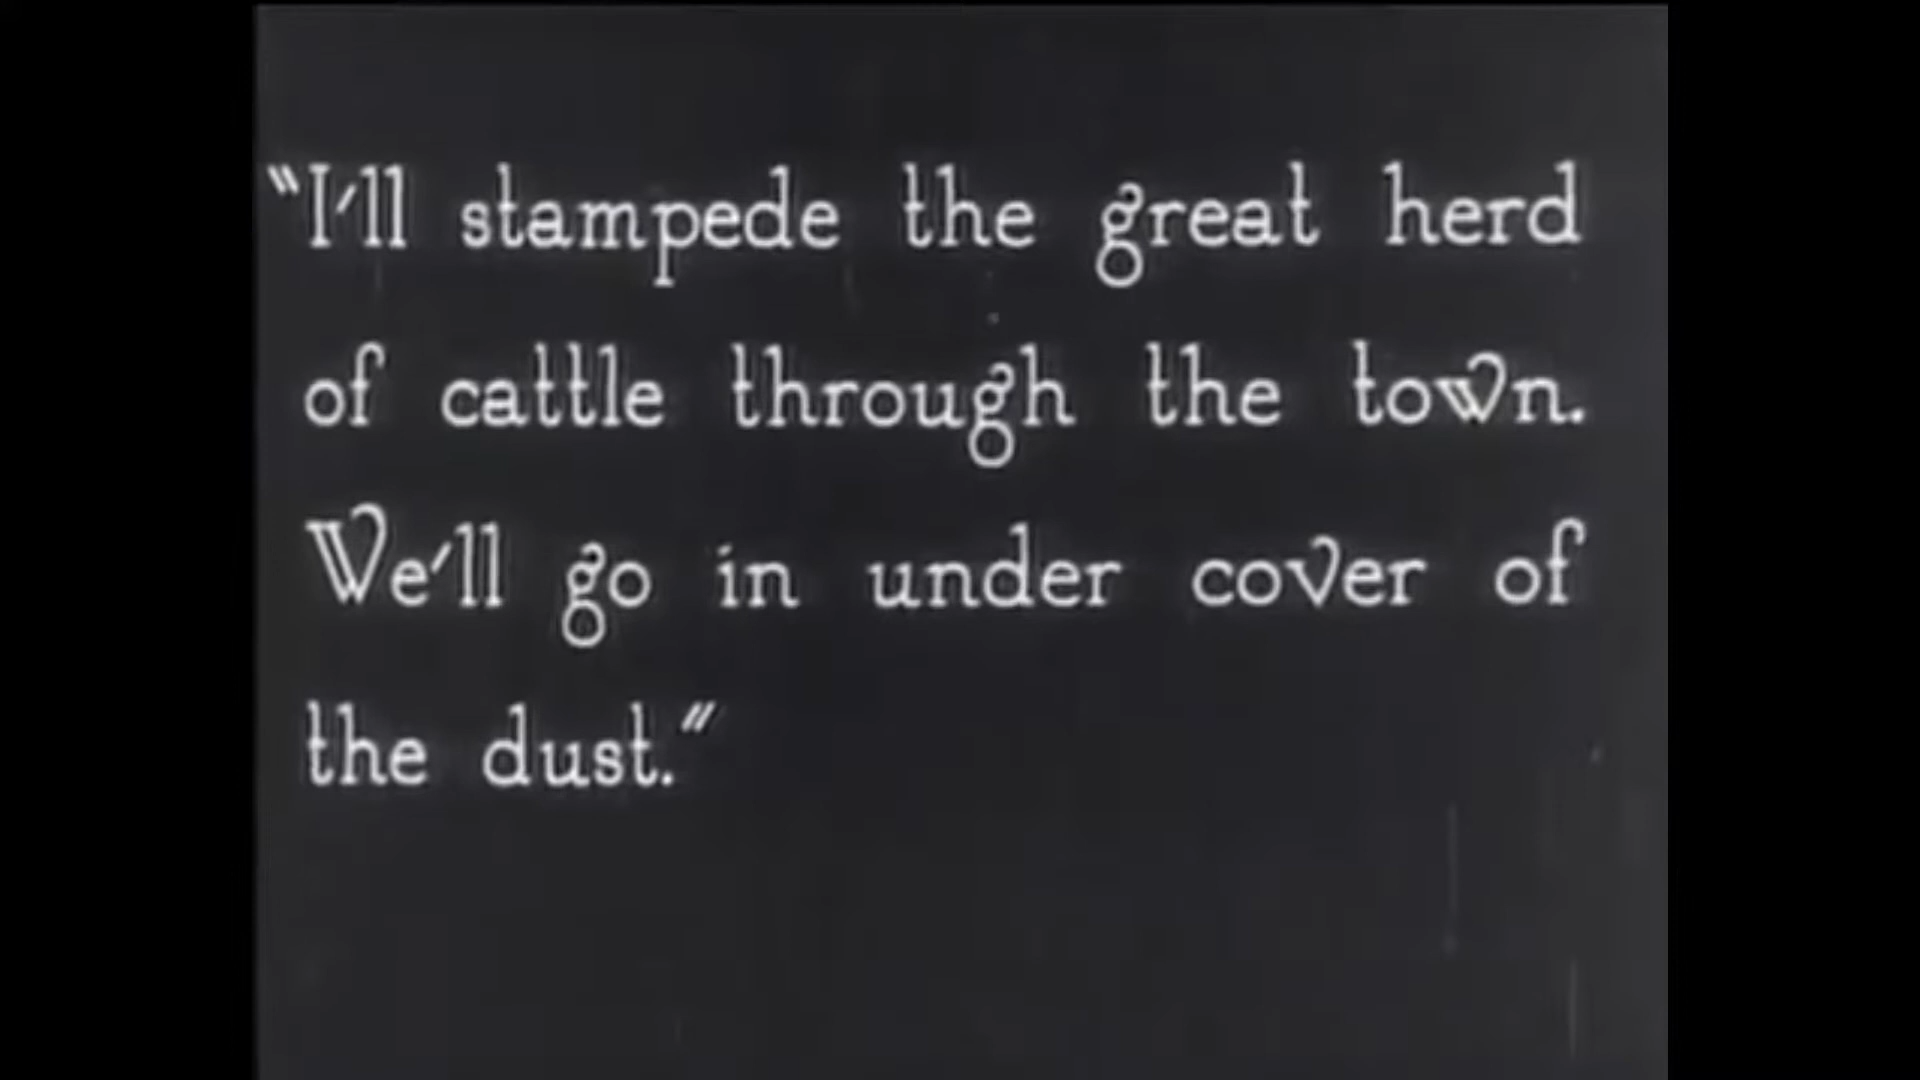 "I'll stampede the great herd
of cattle through the town.
We'll go in under cover of
the dust."